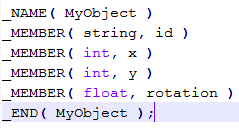 _NAME( MyObject )
_MEMBER( string, id )
_MEMBER( int, x )
_MEMBER( int, y )
_MEMBER( float, rotation )
_END( MyObject );